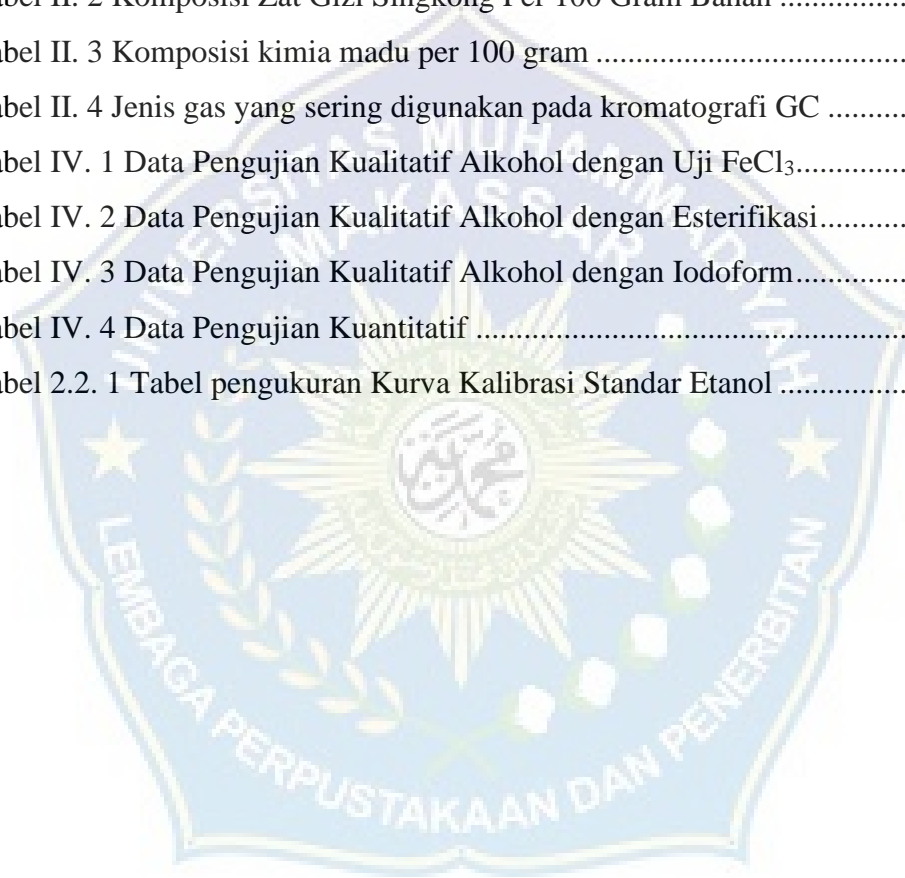 abel II. 2 Komposisi Zat Gizi Singkong Per 100 Gram Bahan ................
abel II. 3 Komposisi kimia madu per 100 gram .......................................
abel II. 4 Jenis gas yang sering digunakan pada kromatografi GC ..........
abel IV. 1 Data Pengujian Kualitatif Alkohol dengan Uji FeCl₃..............
abel IV. 2 Data Pengujian Kualitatif Alkohol dengan Esterifikasi...........
abel IV. 3 Data Pengujian Kualitatif Alkohol dengan Iodoform..............
abel IV. 4 Data Pengujian Kuantitatif ......................................................
abel 2.2. 1 Tabel pengukuran Kurva Kalibrasi Standar Etanol ................
UNIVERSITAS MUHAMMADIYAH
MAKASSAR
LEMBAGA PERPUSTAKAAN DAN PENERBITAN